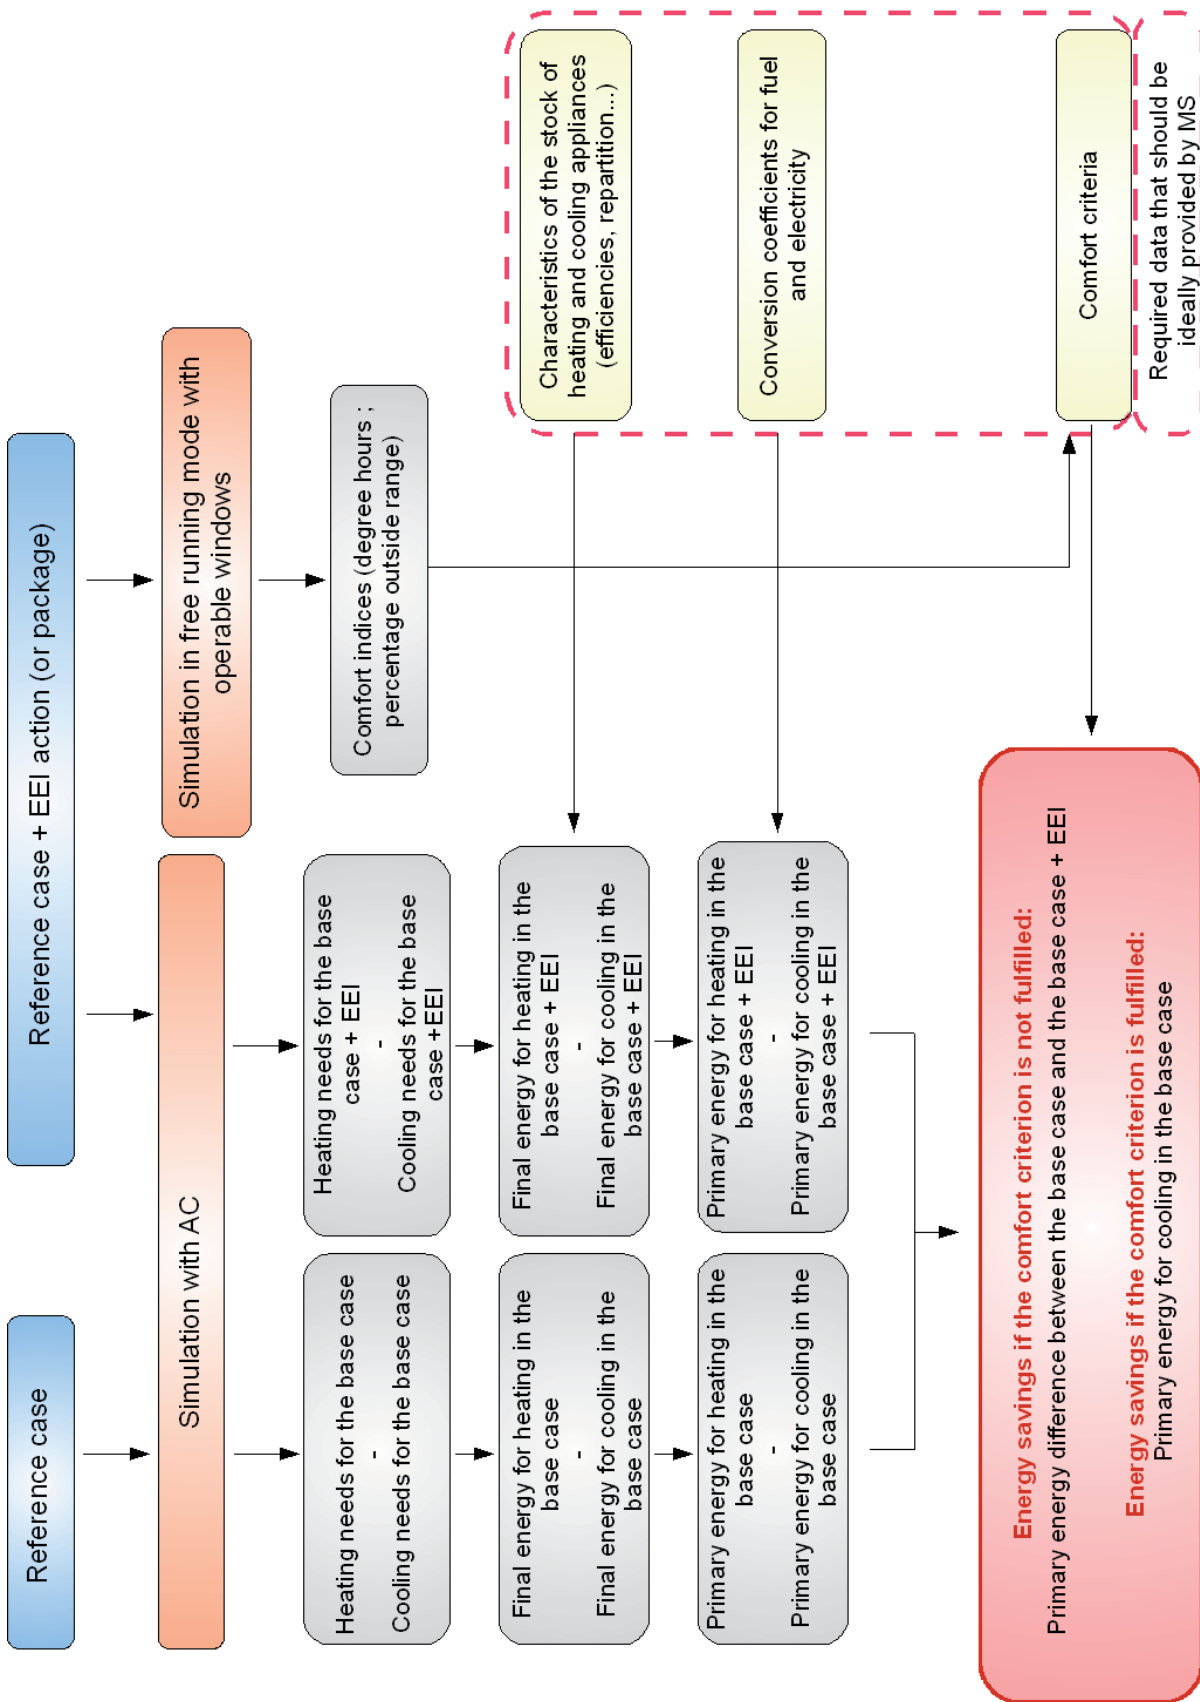 Reference case
Reference case + EEI action (or package)
Simulation with AC
Simulation in free running mode with
operable windows
Heating needs for the base case
-
Cooling needs for the base case
Heating needs for the base
case + EEI
-
Cooling needs for the base
case +EEI
Comfort indices (degree hours ;
percentage outside range)
Final energy for heating in the
base case
-
Final energy for cooling in the
base case
Final energy for heating in the
base case + EEI
-
Final energy for cooling in the
base case + EEI
Characteristics of the stock of
heating and cooling appliances
(efficiencies, repartition...)
Primary energy for heating in the
base case
-
Primary energy for cooling in the
base case
Primary energy for heating in the
base case + EEI
-
Primary energy for cooling in the
base case + EEI
Conversion coefficients for fuel
and electricity
Energy savings if the comfort criterion is not fulfilled:
Primary energy difference between the base case and the base case + EEI
Energy savings if the comfort criterion is fulfilled:
Primary energy for cooling in the base case
Comfort criteria
Required data that should be
ideally provided by MS